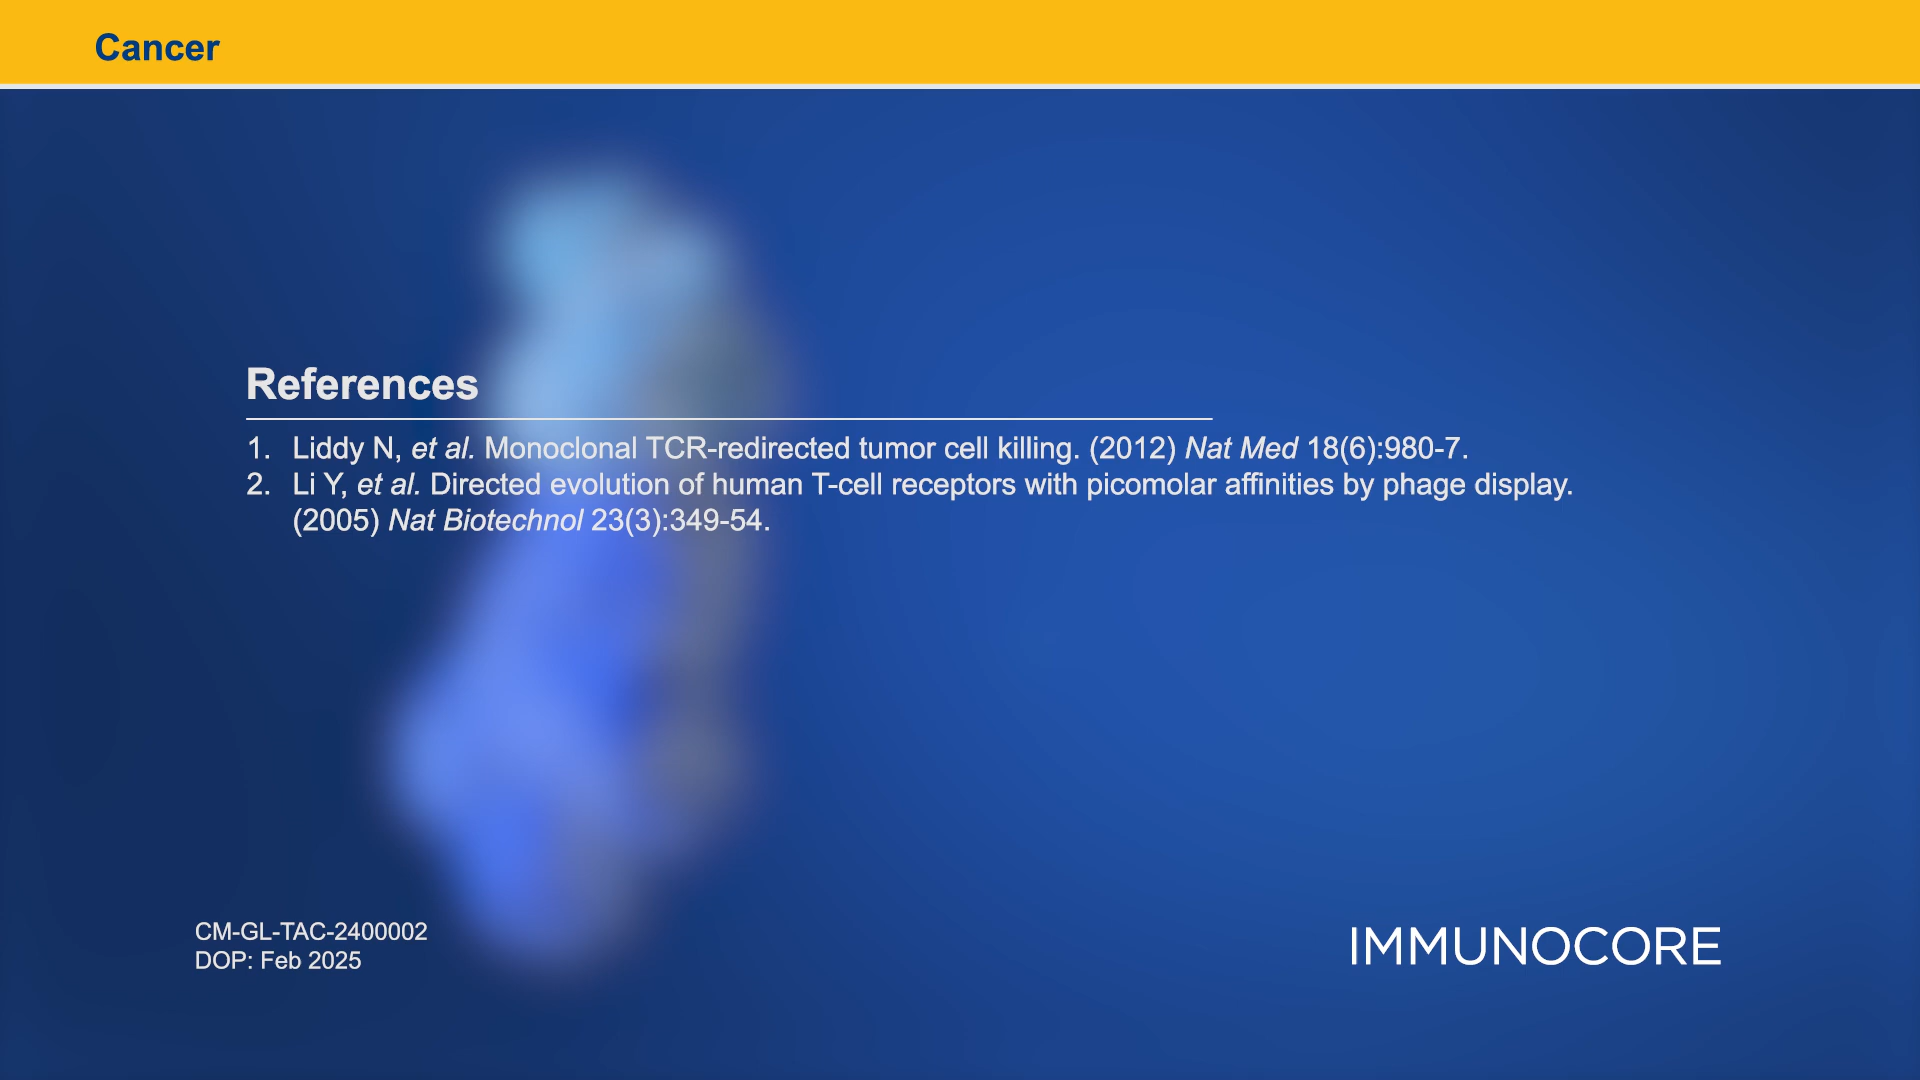 Cancer
References
1. Liddy N, et al. Monoclonal TCR-redirected tumor cell killing. (2012) Nat Med 18(6):980-7.
2. Li Y, et al. Directed evolution of human T-cell receptors with picomolar affinities by phage display.
(2005) Nat Biotechnol 23(3):349-54.
CM-GL-TAC-2400002
DOP: Feb 2025
IMMUNOCORE